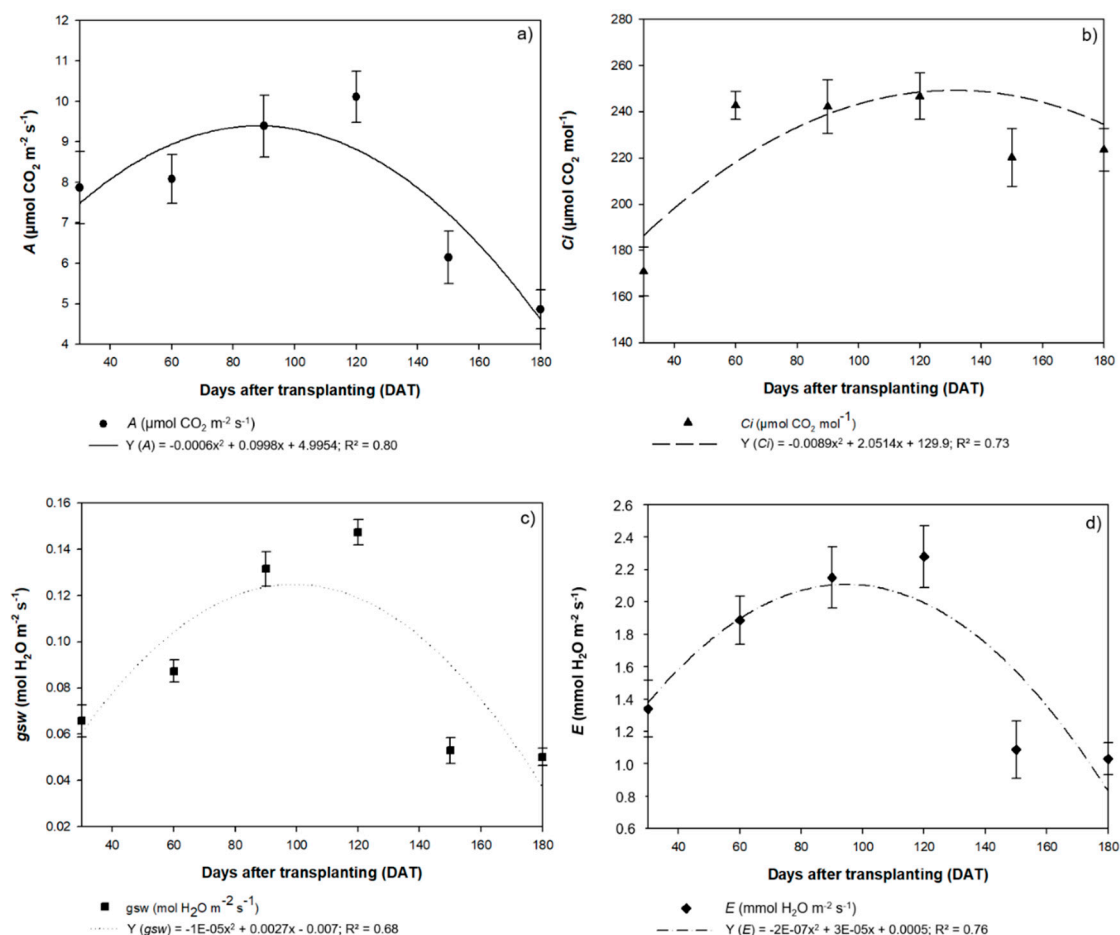 a)
12
11
10
9
8
7
6
5
4
A (µmol CO₂ m⁻² s⁻¹)
40 60 80 100 120 140 160 180
Days after transplanting (DAT)
A (µmol CO₂ m⁻² s⁻¹)
Y (A) = -0.0006x² + 0.0998x + 4.9954; R² = 0.80
b)
280
260
240
220
200
180
160
140
Ci (µmol CO₂ mol⁻¹)
40 60 80 100 120 140 160 180
Days after transplanting (DAT)
Ci (µmol CO₂ mol⁻¹)
Y (Ci) = -0.0089x² + 2.0514x + 129.9; R² = 0.73
c)
0.16
0.14
0.12
0.10
0.08
0.06
0.04
0.02
gsw (mol H₂O m⁻² s⁻¹)
40 60 80 100 120 140 160 180
Days after transplanting (DAT)
gsw (mol H₂O m⁻² s⁻¹)
Y (gsw) = -1E-05x² + 0.0027x - 0.007; R² = 0.68
d)
2.6
2.4
2.2
2.0
1.8
1.6
1.4
1.2
1.0
0.8
0.6
E (mmol H₂O m⁻² s⁻¹)
40 60 80 100 120 140 160 180
Days after transplanting (DAT)
E (mmol H₂O m⁻² s⁻¹)
Y (E) = -2E-07x² + 3E-05x + 0.0005; R² = 0.76